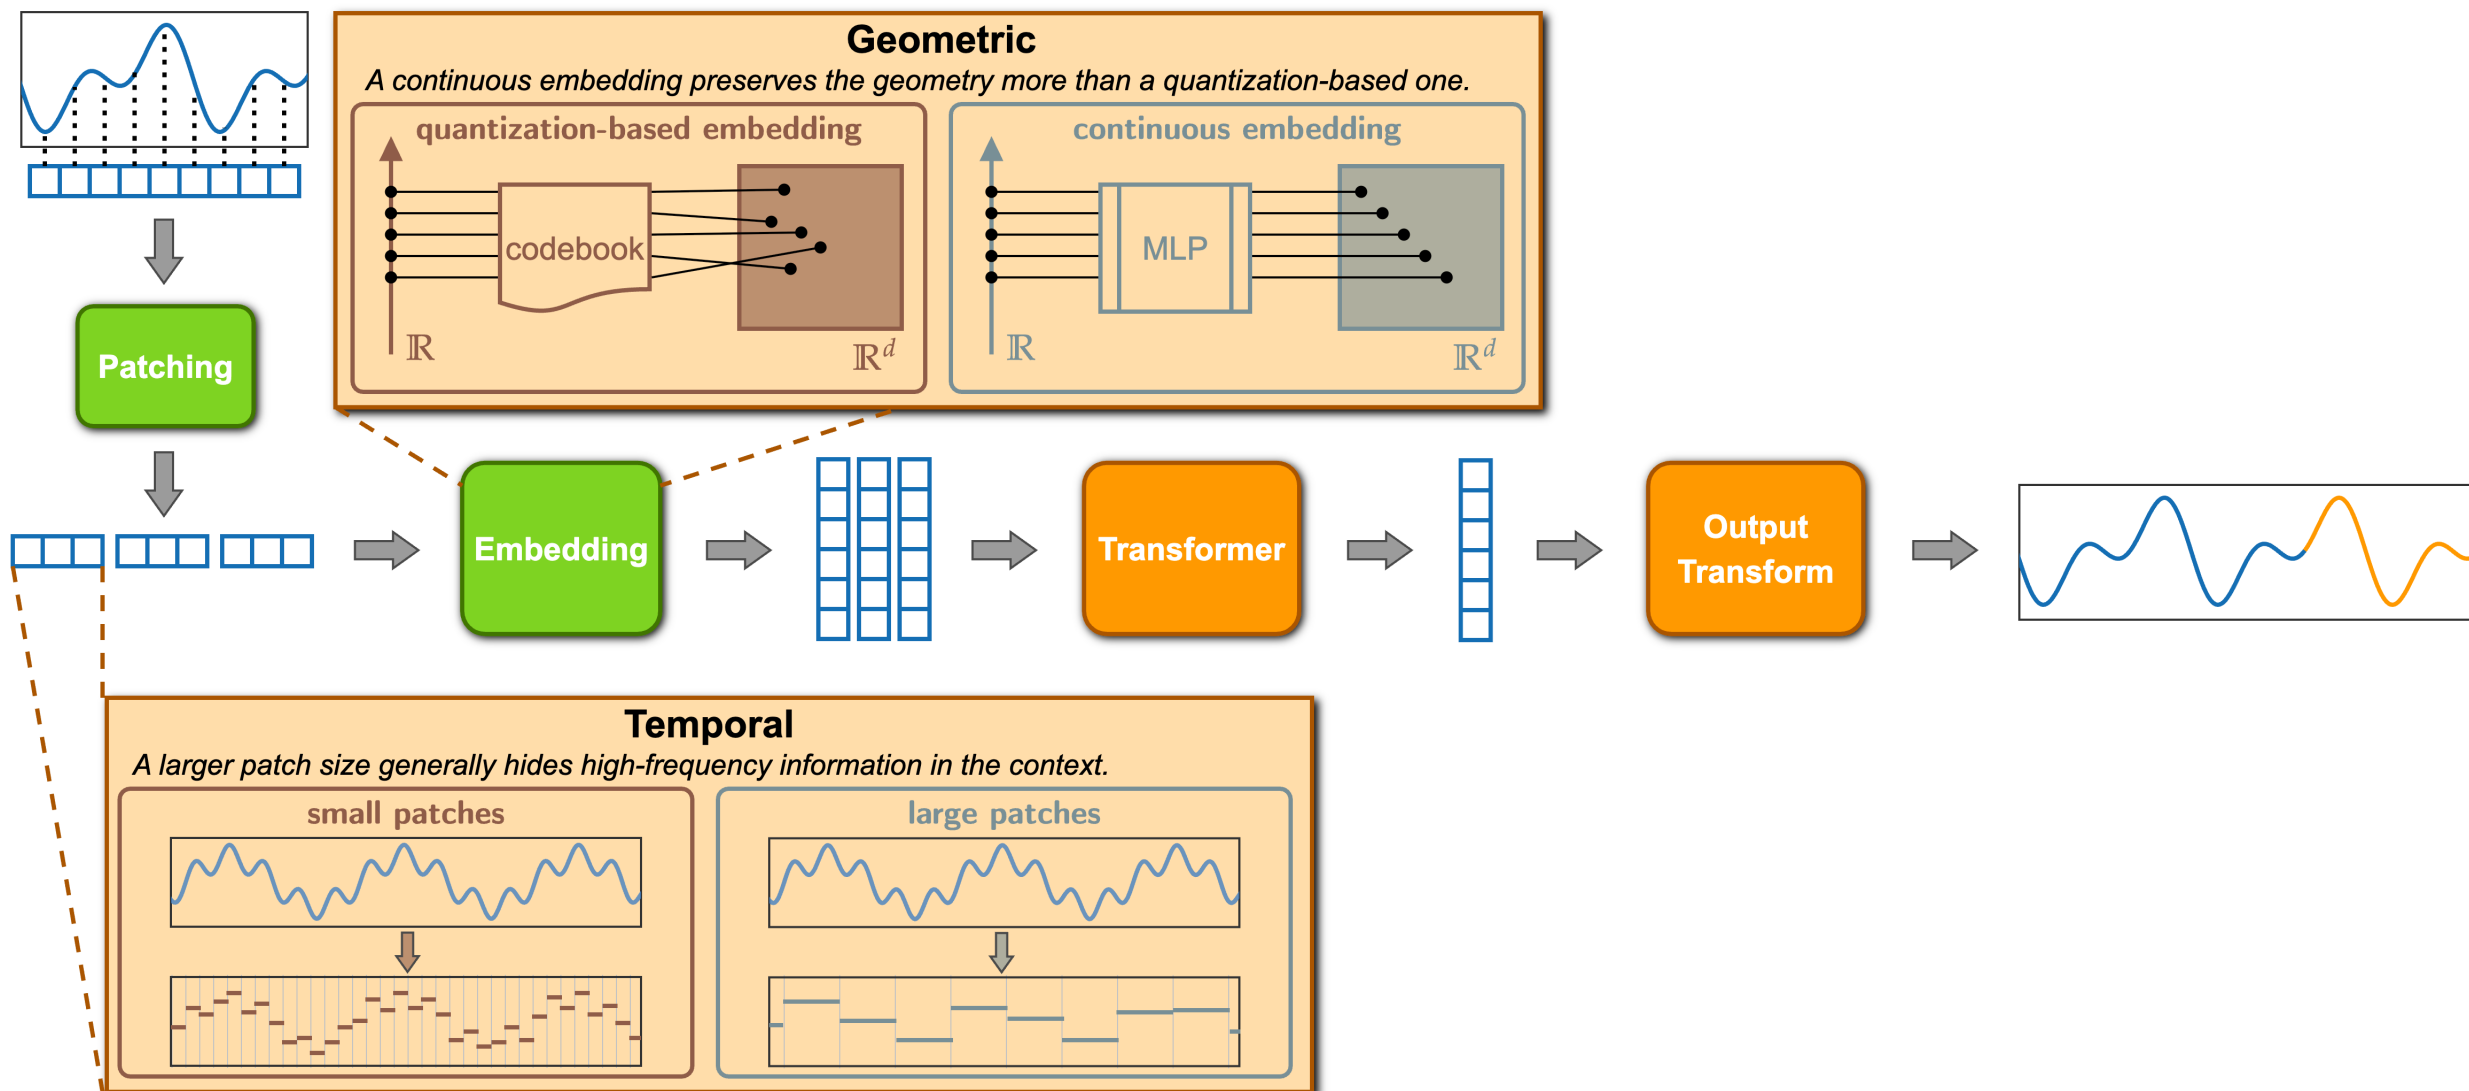 Geometric
A continuous embedding preserves the geometry more than a quantization-based one.
quantization-based embedding
codebook
ℝ
ℝᵈ
continuous embedding
MLP
ℝ
ℝᵈ
Patching
Embedding
Transformer
Output
Transform
Temporal
A larger patch size generally hides high-frequency information in the context.
small patches
large patches